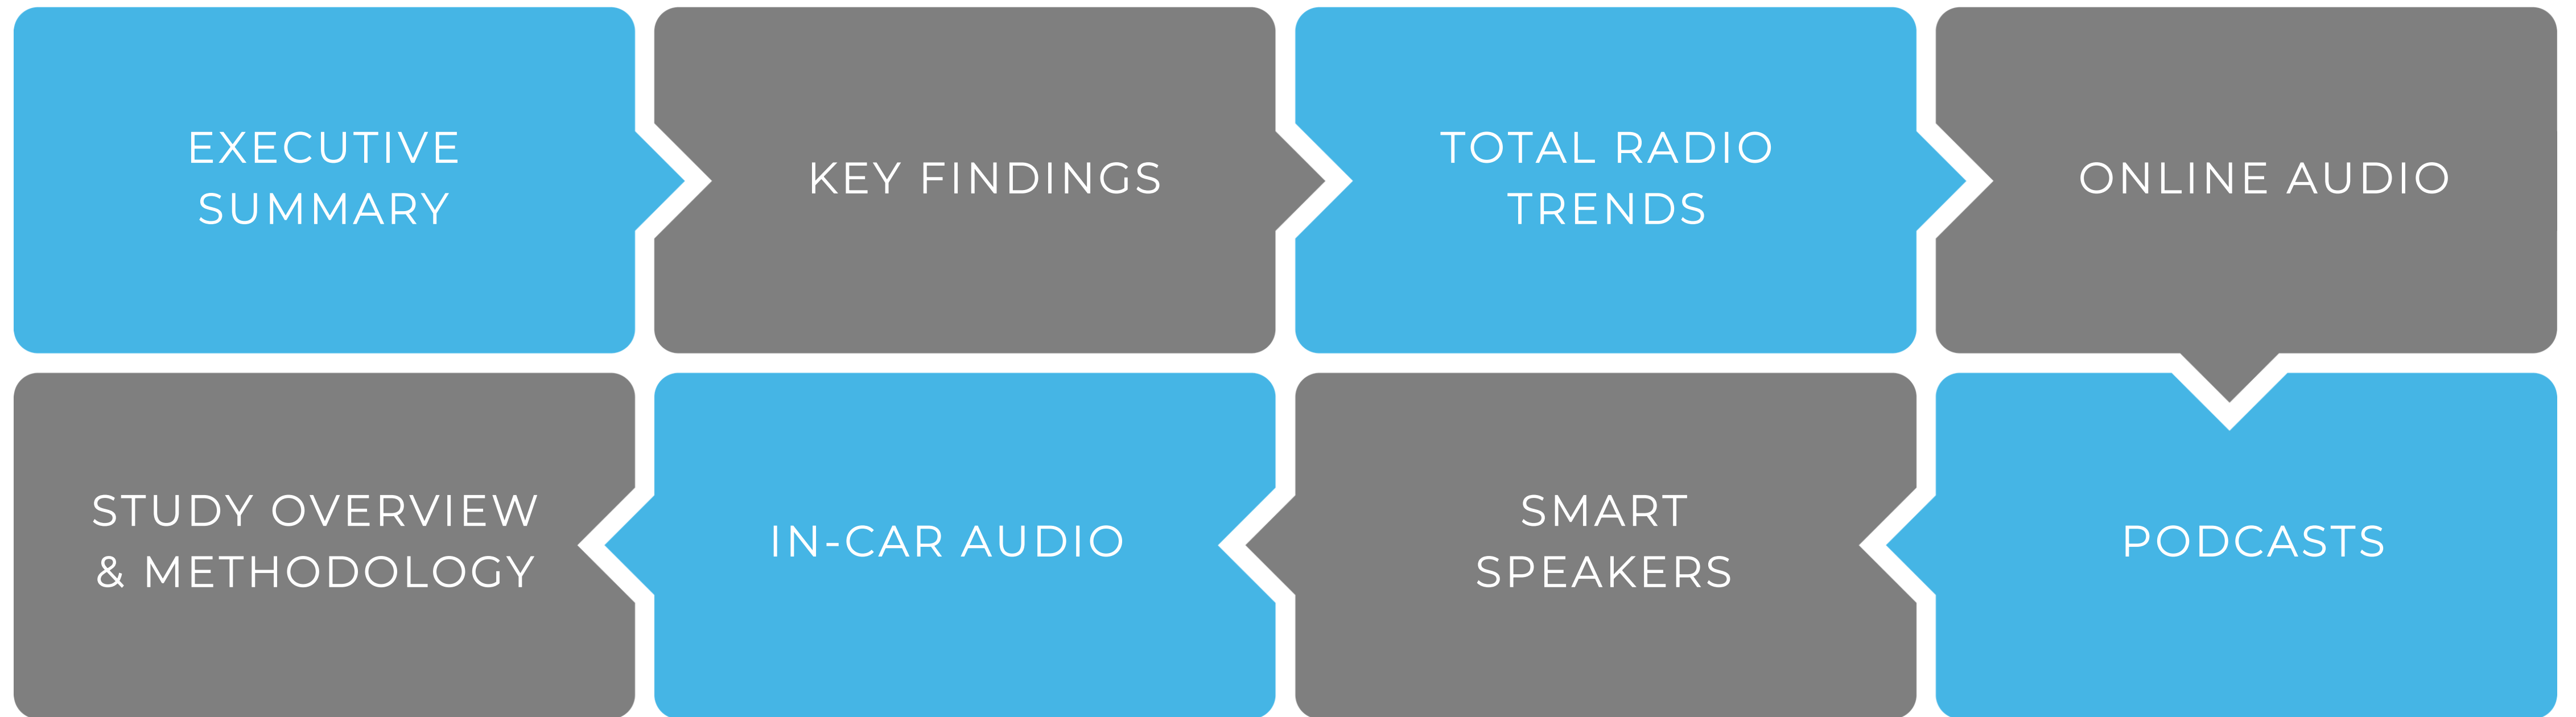 EXECUTIVE
SUMMARY
KEY FINDINGS
TOTAL RADIO
TRENDS
ONLINE AUDIO
PODCASTS
SMART
SPEAKERS
IN-CAR AUDIO
STUDY OVERVIEW
& METHODOLOGY